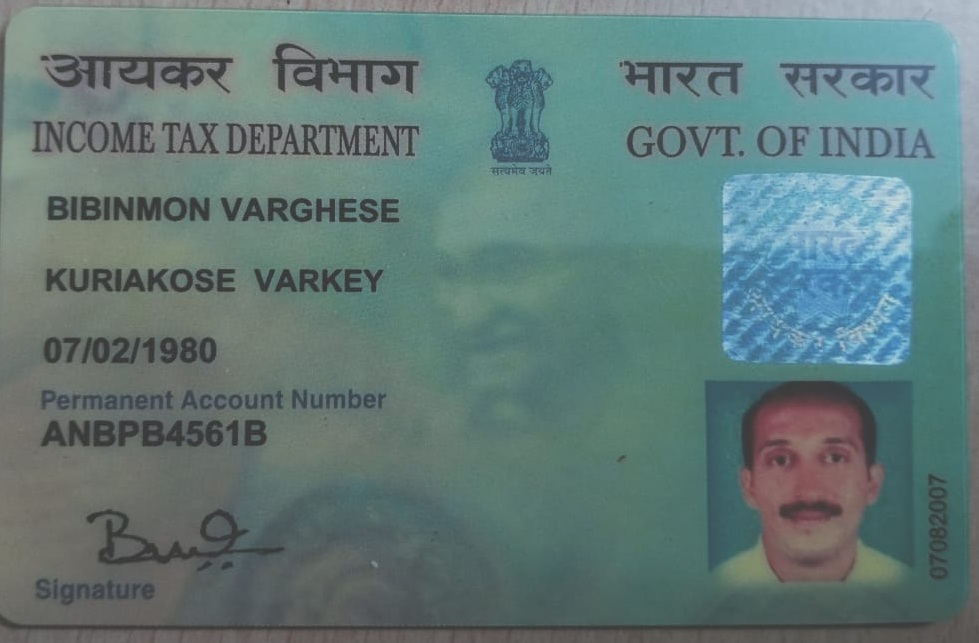 आयकर विभाग
INCOME TAX DEPARTMENT
सत्यमेव जयते
भारत सरकार
GOVT. OF INDIA
BIBINMON VARGHESE
KURIAKOSE VARKEY
07/02/1980
Permanent Account Number
ANBPB4561B
Signature
भारत
07082007